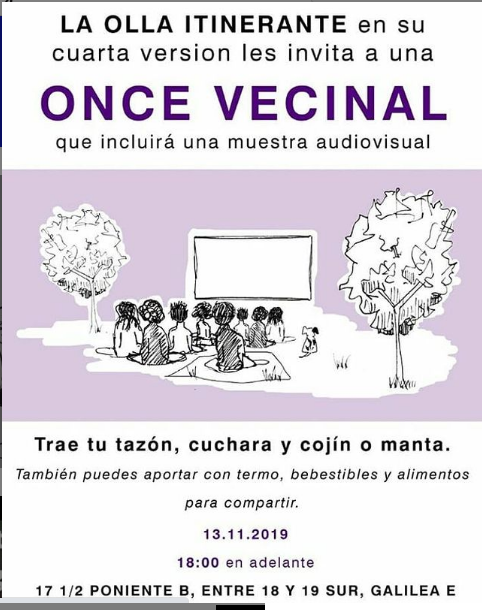 LA OLLA ITINERANTE en su
cuarta version les invita a una
ONCE VECINAL
que incluirá una muestra audiovisual
Trae tu tazón, cuchara y cojín o manta.
También puedes aportar con termo, bebestibles y alimentos
para compartir.
13.11.2019
18:00 en adelante
17 1/2 PONIENTE B, ENTRE 18 Y 19 SUR, GALILEA E